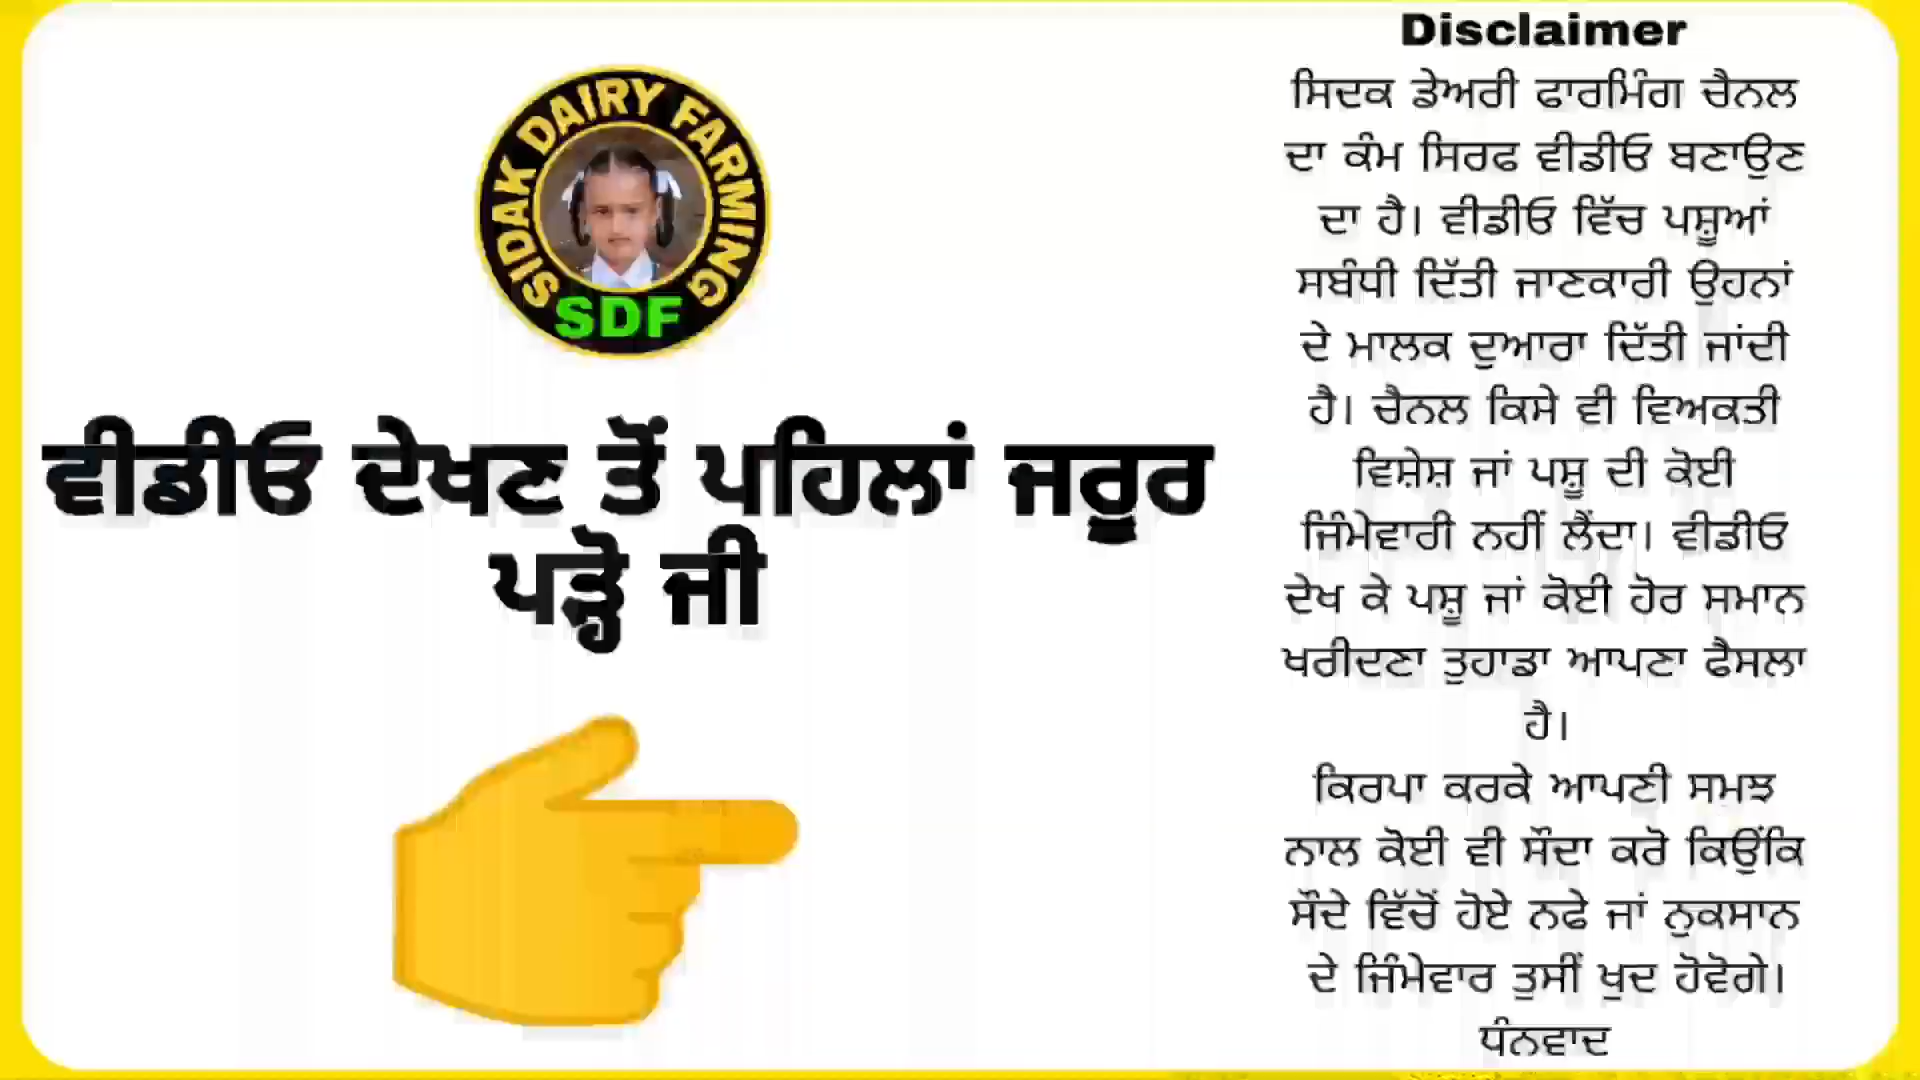 SIDAK DAIRY FARMING
SDF
ਵੀਡੀਓ ਦੇਖਣ ਤੋਂ ਪਹਿਲਾਂ ਜਰੂਰ
ਪੜ੍ਹੋ ਜੀ
Disclaimer
ਸਿਦਕ ਡੇਅਰੀ ਫਾਰਮਿੰਗ ਚੈਨਲ
ਦਾ ਕੰਮ ਸਿਰਫ ਵੀਡੀਓ ਬਣਾਉਣ
ਦਾ ਹੈ। ਵੀਡੀਓ ਵਿੱਚ ਪਸ਼ੂਆਂ
ਸਬੰਧੀ ਦਿੱਤੀ ਜਾਣਕਾਰੀ ਉਹਨਾਂ
ਦੇ ਮਾਲਕ ਦੁਆਰਾ ਦਿੱਤੀ ਜਾਂਦੀ
ਹੈ। ਚੈਨਲ ਕਿਸੇ ਵੀ ਵਿਅਕਤੀ
ਵਿਸ਼ੇਸ਼ ਜਾਂ ਪਸ਼ੂ ਦੀ ਕੋਈ
ਜਿੰਮੇਵਾਰੀ ਨਹੀਂ ਲੈਂਦਾ। ਵੀਡੀਓ
ਦੇਖ ਕੇ ਪਸ਼ੂ ਜਾਂ ਕੋਈ ਹੋਰ ਸਮਾਨ
ਖਰੀਦਣਾ ਤੁਹਾਡਾ ਆਪਣਾ ਫੈਸਲਾ
ਹੈ।
ਕਿਰਪਾ ਕਰਕੇ ਆਪਣੀ ਸਮਝ
ਨਾਲ ਕੋਈ ਵੀ ਸੌਦਾ ਕਰੋ ਕਿਉਂਕਿ
ਸੌਦੇ ਵਿੱਚੋਂ ਹੋਏ ਨਫੇ ਜਾਂ ਨੁਕਸਾਨ
ਦੇ ਜਿੰਮੇਵਾਰ ਤੁਸੀਂ ਖੁਦ ਹੋਵੋਗੇ।
ਧੰਨਵਾਦ